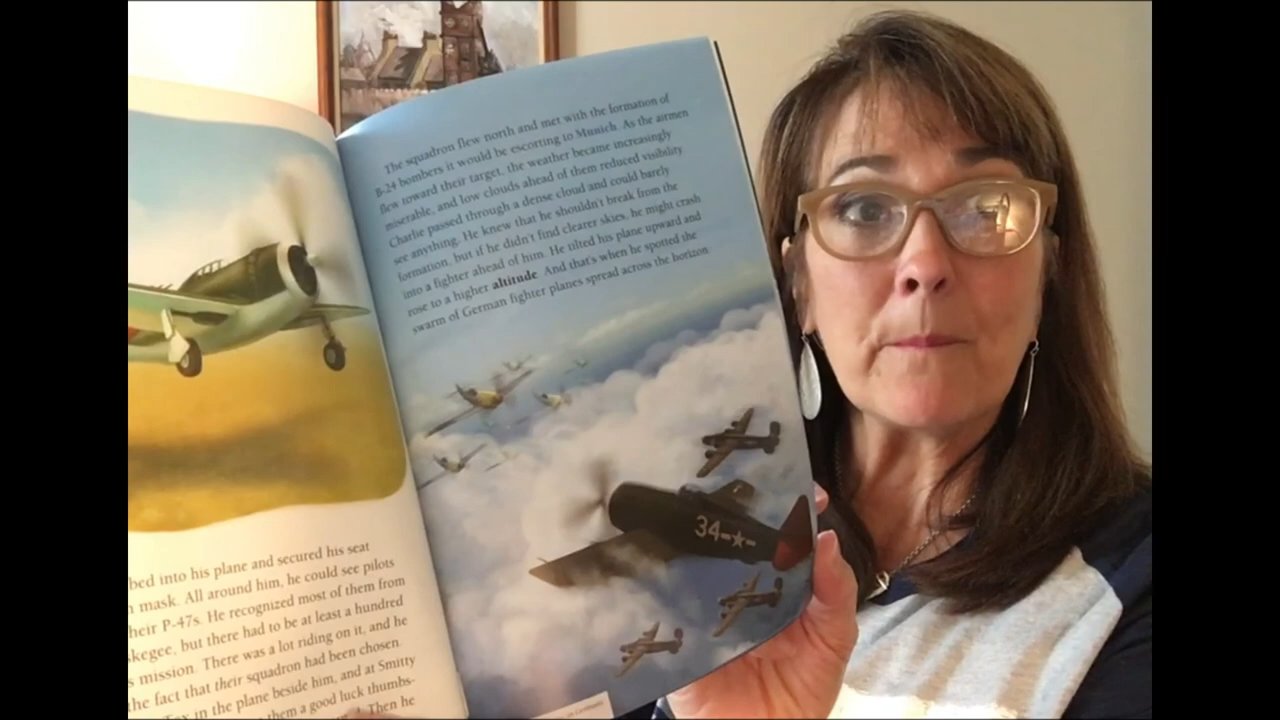 bed into his plane and secured his seat
mask. All around him, he could see pilots
heir P-47s. He recognized most of them from
skegee, but there had to be at least a hundred
s mission. There was a lot riding on it, and he
the fact that their squadron had been chosen.
Tex in the plane beside him, and at Smitty
them a good luck thumbs-
Then he
The squadron flew north and met with the formation of
B-24 bombers it would be escorting to Munich. As the airmen
flew toward their target, the weather became increasingly
miserable, and low clouds ahead of them reduced visibility
Charlie passed through a dense cloud and could barely
see anything. He knew that he shouldn't break from the
formation, but if he didn't find clearer skies, he might crash
into a fighter ahead of him. He tilted his plane upward and
rose to a higher altitude. And that's when he spotted the
swarm of German fighter planes spread across the horizon.
34